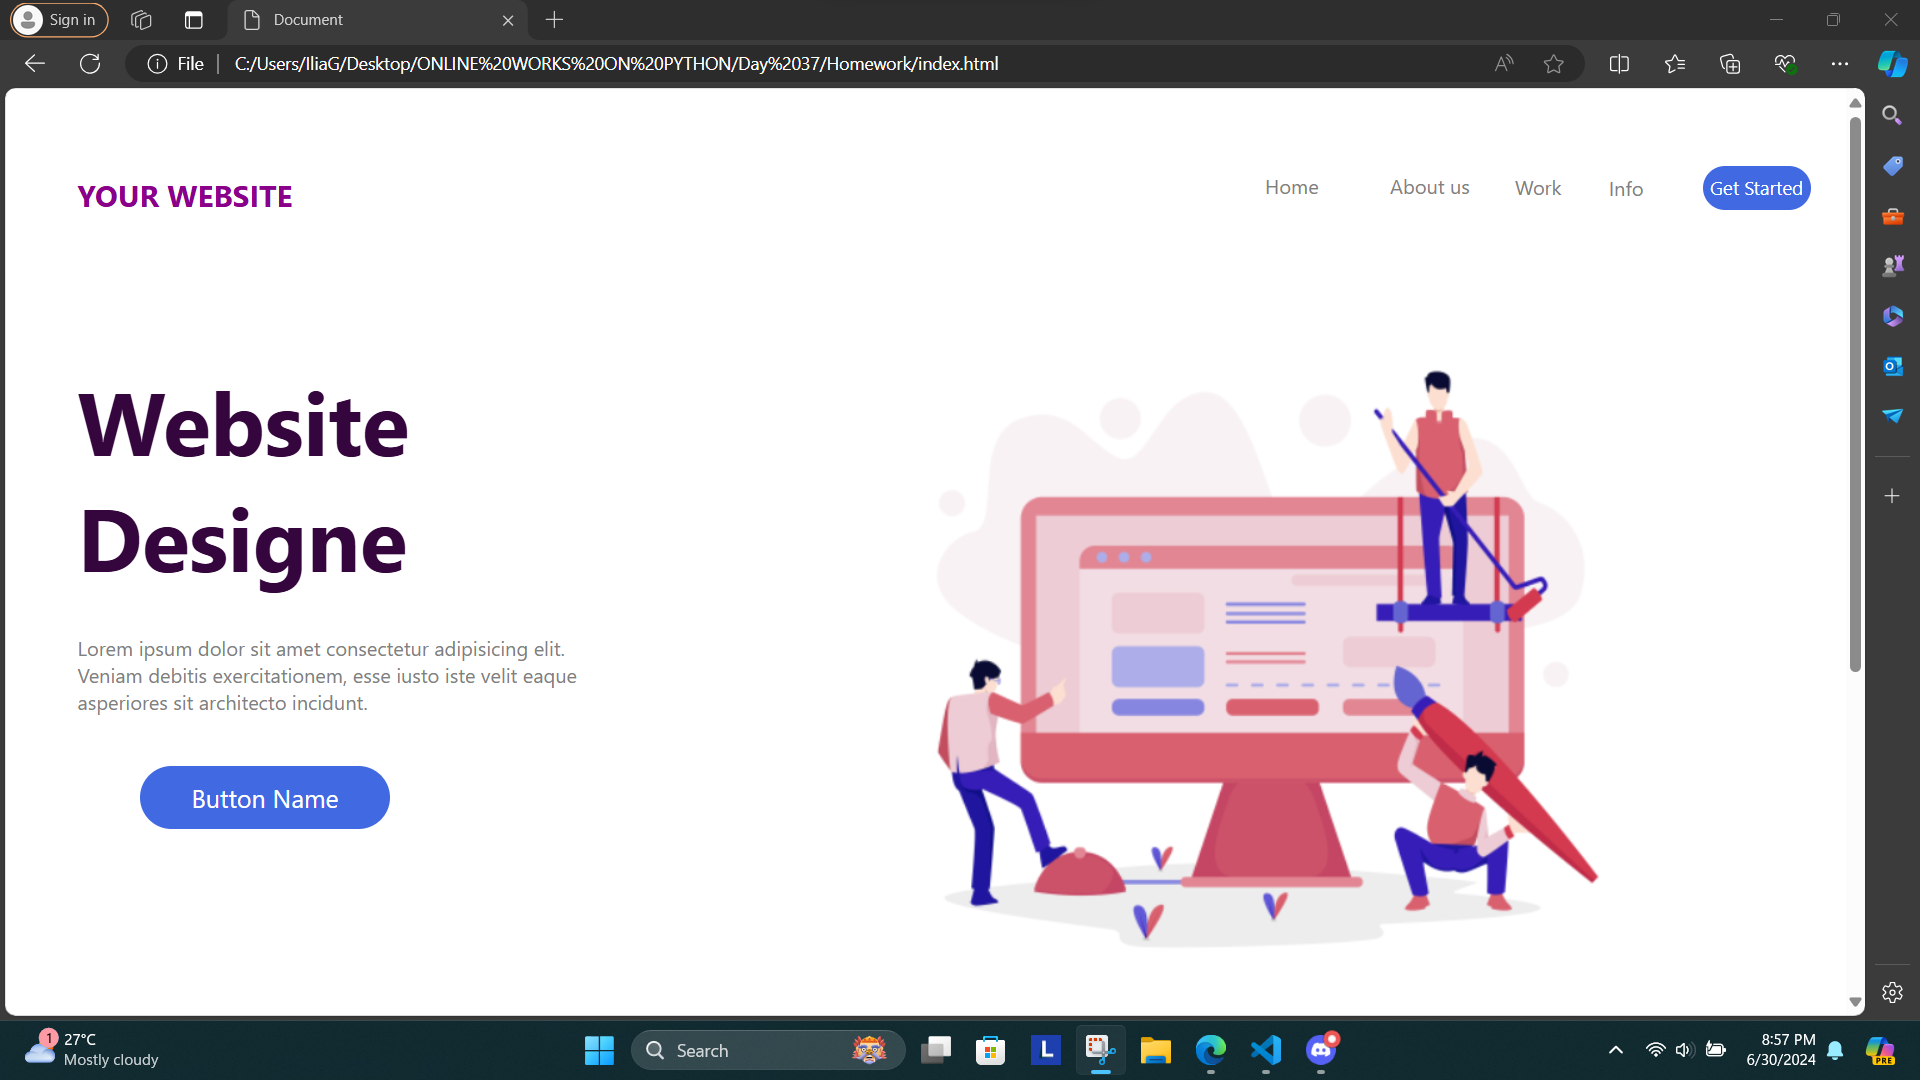 Sign in
Document
File
C:/Users/IliaG/Desktop/ONLINE%20WORKS%20ON%20PYTHON/Day%2037/Homework/index.html
YOUR WEBSITE
Home
About us
Work
Info
Get Started
Website
Designe
Lorem ipsum dolor sit amet consectetur adipisicing elit.
Veniam debitis exercitationem, esse iusto iste velit eaque
asperiores sit architecto incidunt.
Button Name
1
27°C
Mostly cloudy
Search
L
8:57 PM
6/30/2024
PRE